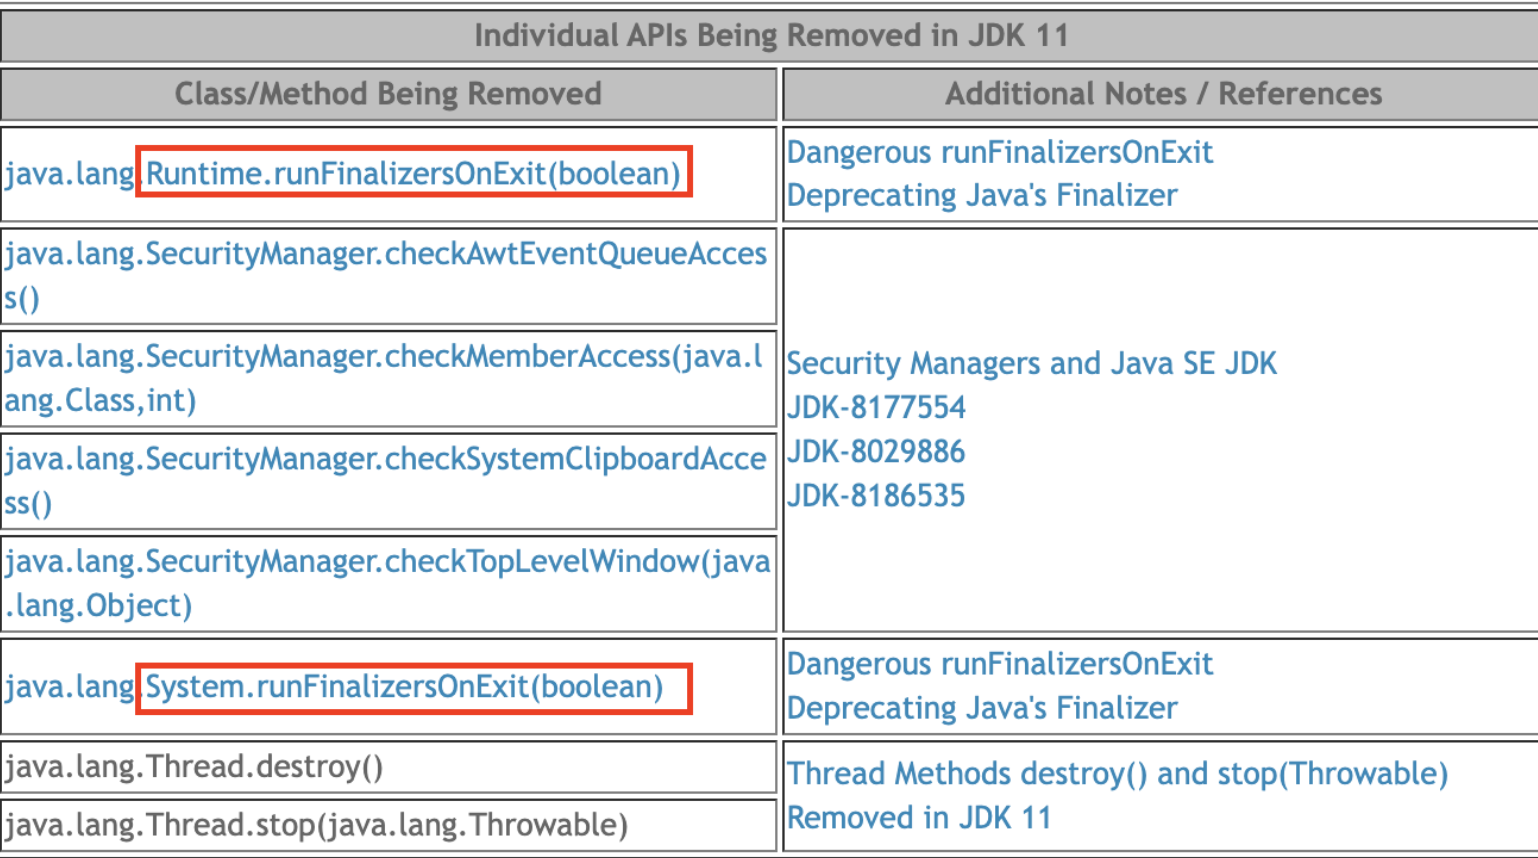 Individual APIs Being Removed in JDK 11
Class/Method Being Removed
Additional Notes / References
java.lang.Runtime.runFinalizersOnExit(boolean)
Dangerous runFinalizersOnExit
Deprecating Java's Finalizer
java.lang.SecurityManager.checkAwtEventQueueAcces
s()
java.lang.SecurityManager.checkMemberAccess(java.l
ang.Class,int)
java.lang.SecurityManager.checkSystemClipboardAcce
ss()
java.lang.SecurityManager.checkTopLevelWindow(java
.lang.Object)
Security Managers and Java SE JDK
JDK-8177554
JDK-8029886
JDK-8186535
java.lang.System.runFinalizersOnExit(boolean)
Dangerous runFinalizersOnExit
Deprecating Java's Finalizer
java.lang.Thread.destroy()
java.lang.Thread.stop(java.lang.Throwable)
Thread Methods destroy() and stop(Throwable)
Removed in JDK 11